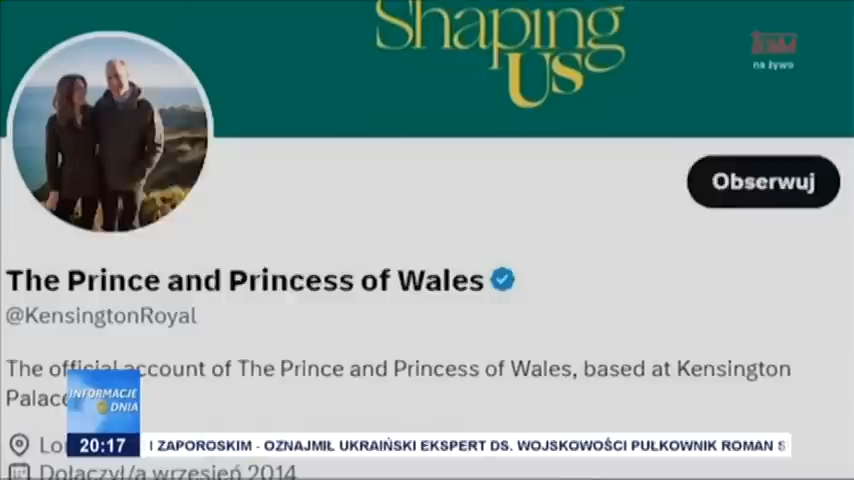 Shaping
Us
na żywo
Obserwuj
The Prince and Princess of Wales
@KensingtonRoyal
The official account of The Prince and Princess of Wales, based at Kensington
Palace
INFORMACJE
DNIA
20:17
I ZAPOROSKIM - OZNAJMIŁ UKRAIŃSKI EKSPERT DS. WOJSKOWOŚCI PUŁKOWNIK ROMAN
Dołączył/a wrzesień 2014